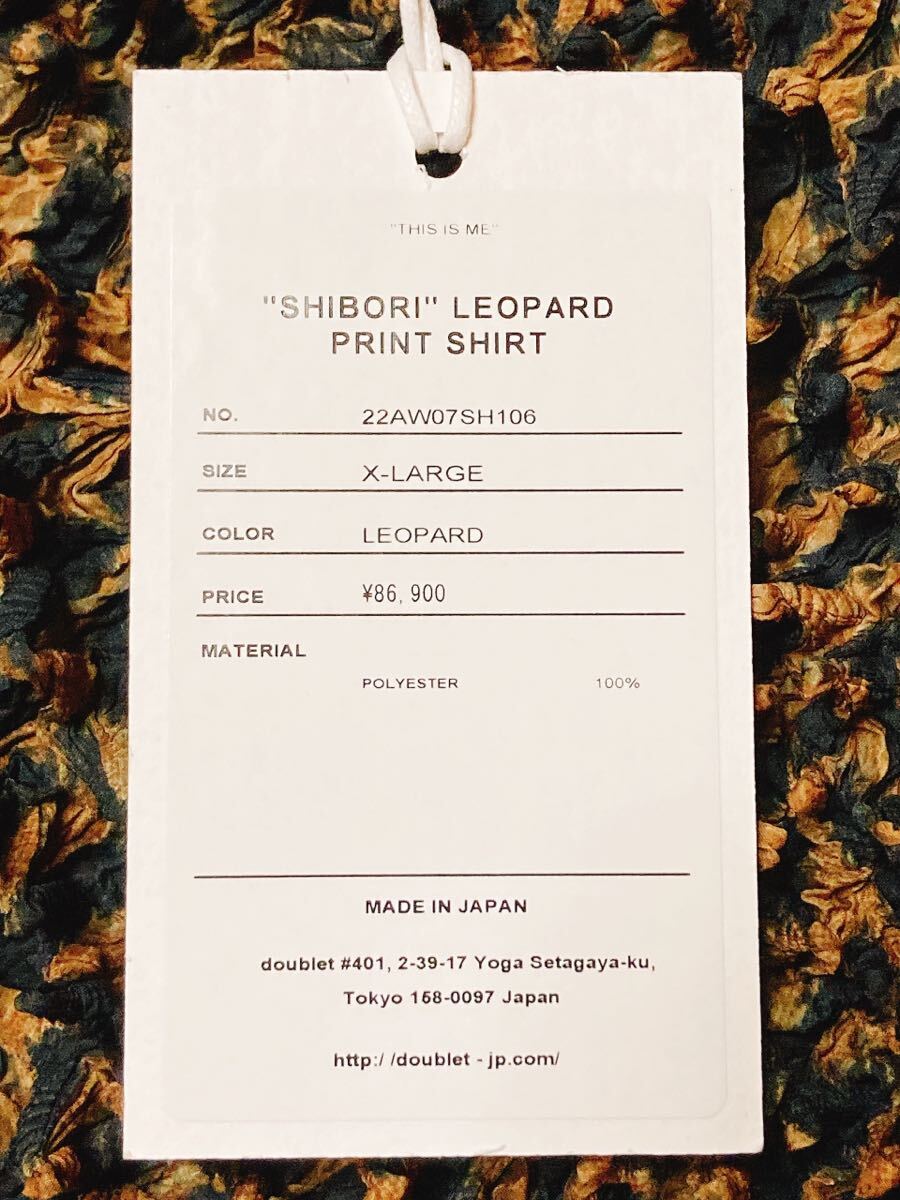 "THIS IS ME"
"SHIBORI" LEOPARD
PRINT SHIRT
NO. 22AW07SH106
SIZE X-LARGE
COLOR LEOPARD
PRICE ¥86,900
MATERIAL
POLYESTER 100%
MADE IN JAPAN
doublet #401, 2-39-17 Yoga Setagaya-ku,
Tokyo 158-0097 Japan
http://doublet-jp.com/